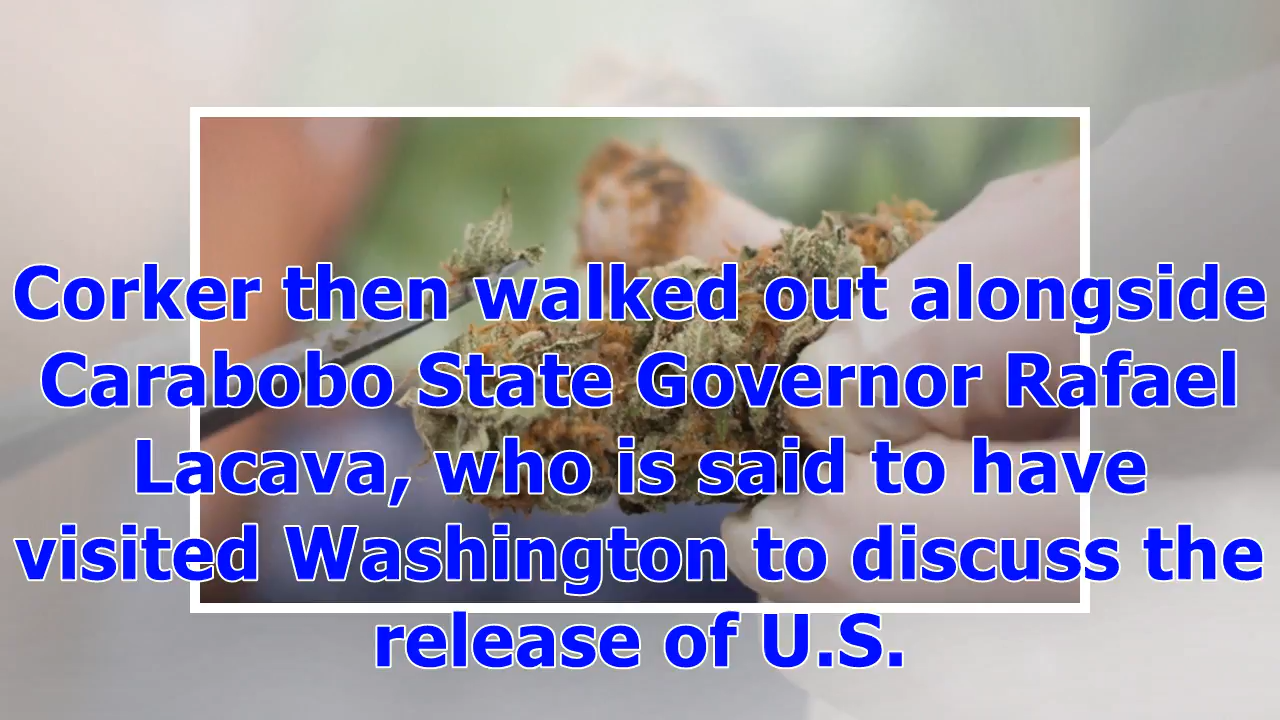 Corker then walked out alongside
Carabobo State Governor Rafael
Lacava, who is said to have
visited Washington to discuss the
release of U.S.